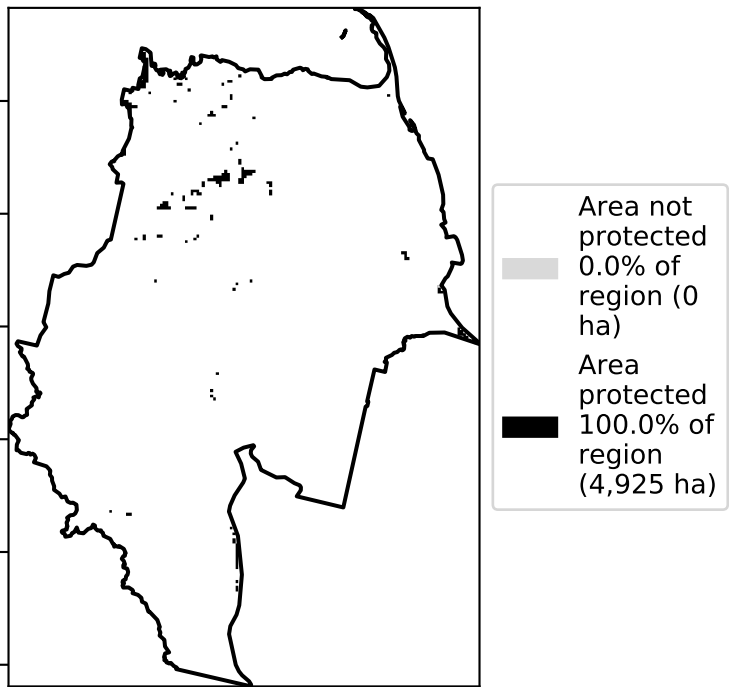 Area not
protected
0.0% of
region (0
ha)
Area
protected
100.0% of
region
(4,925 ha)